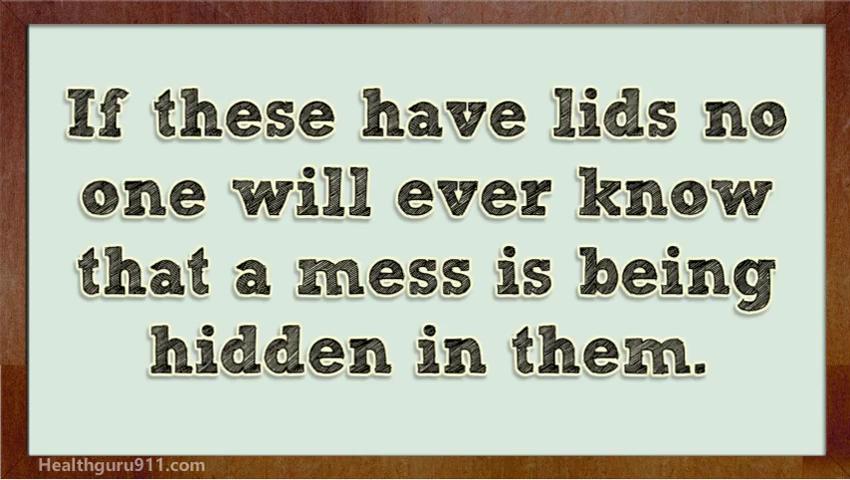 If these have lids no
one will ever know
that a mess is being
hidden in them.
Healthguru911.com